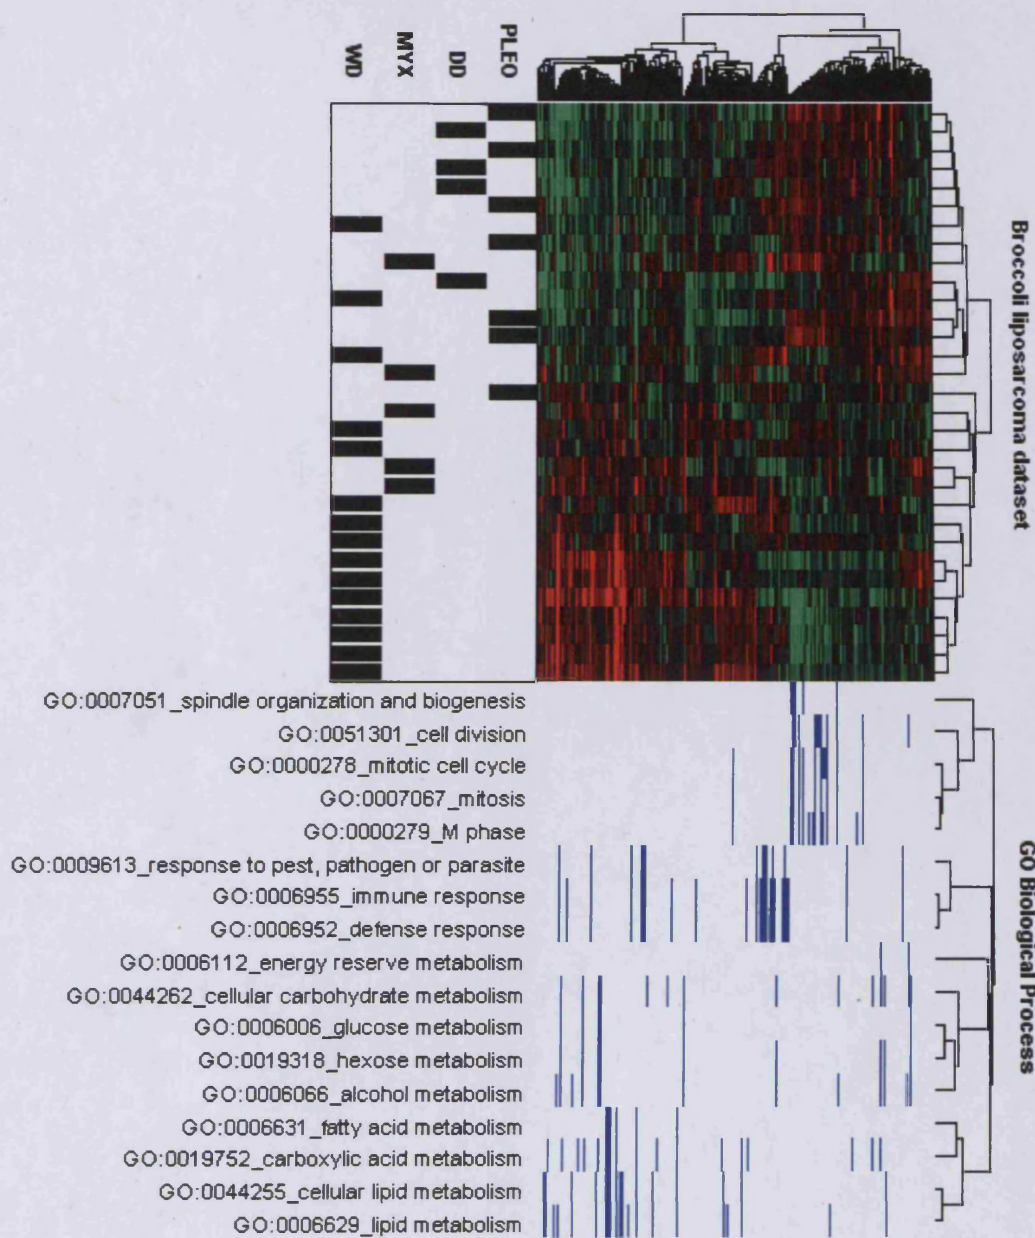 PLEO
DD
MYX
WD
Broccoli liposarcoma dataset
GO:0007051_spindle organization and biogenesis
GO:0051301_cell division
GO:0000278_mitotic cell cycle
GO:0007067_mitosis
GO:0000279_M phase
GO:0009613_response to pest, pathogen or parasite
GO:0006955_immune response
GO:0006952_defense response
GO:0006112_energy reserve metabolism
GO:0044262_cellular carbohydrate metabolism
GO:0006006_glucose metabolism
GO:0019318_hexose metabolism
GO:0006066_alcohol metabolism
GO:0006631_fatty acid metabolism
GO:0019752_carboxylic acid metabolism
GO:0044255_cellular lipid metabolism
GO:0006629_lipid metabolism
GO Biological Process